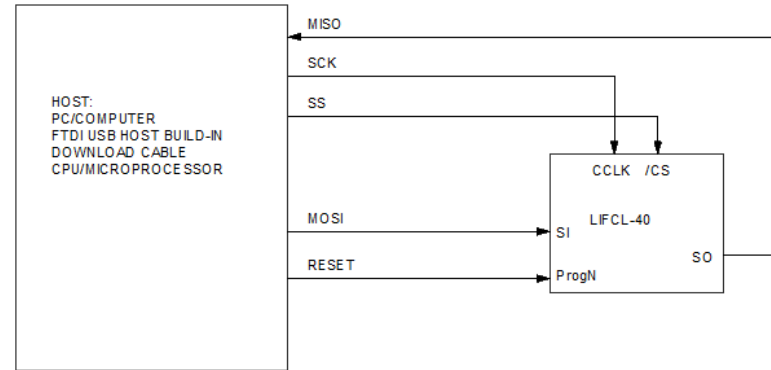 MISO
SCK
SS
HOST:
PC/COMPUTER
FTDI USB HOST BUILD-IN
DOWNLOAD CABLE
CPU/MICROPROCESSOR
CCLK /CS
MOSI
LIFCL-40
SI
SO
RESET
ProgN